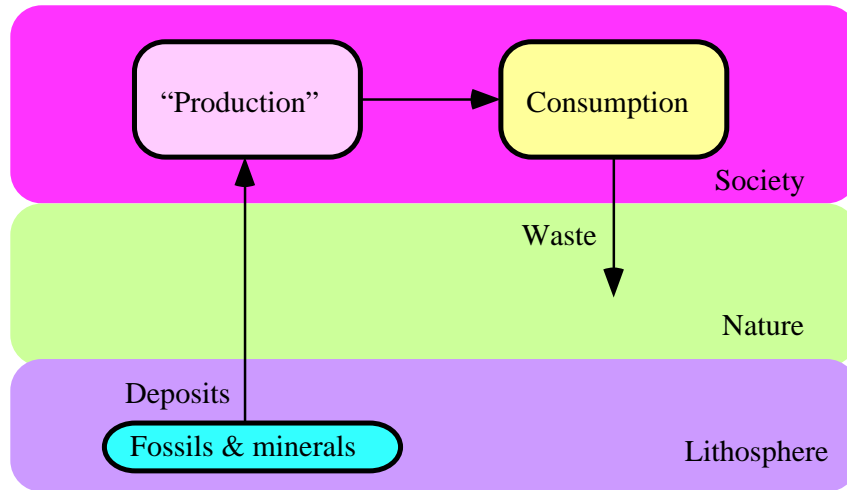 “Production”
Consumption
Society
Waste
Nature
Deposits
Fossils & minerals
Lithosphere